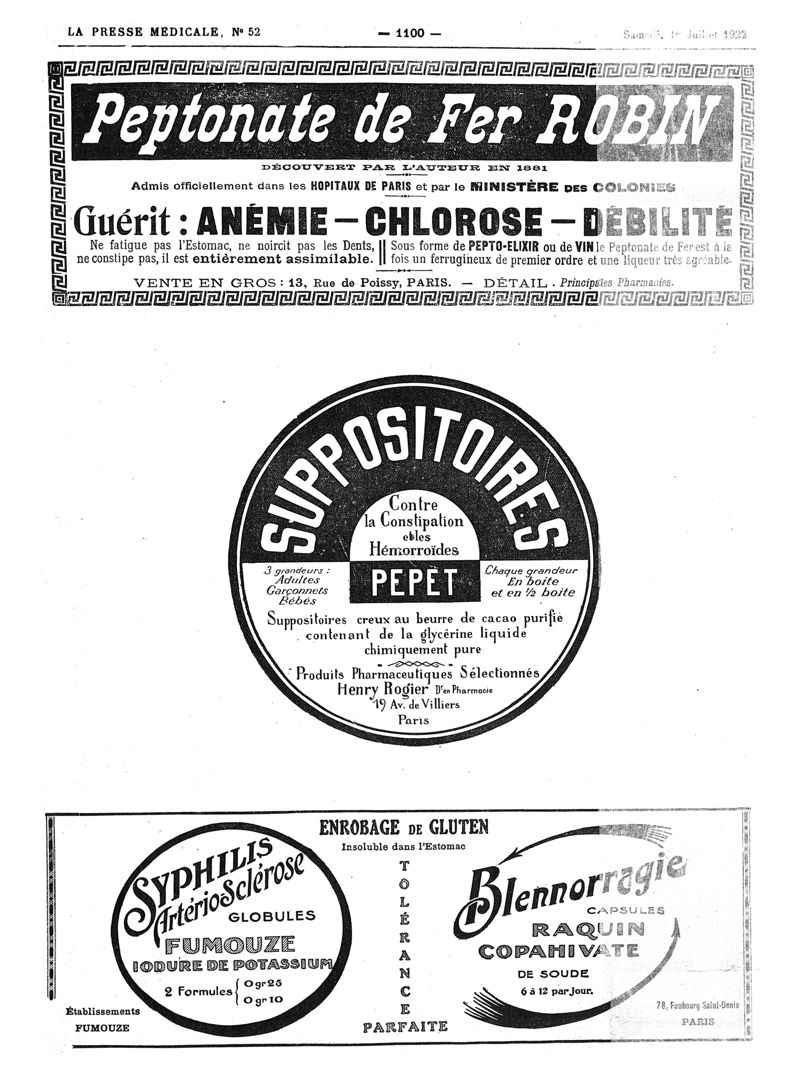 LA PRESSE MEDICALE, Nº 52
— 1100 —
Samedi, 1er Juillet 1922
Peptonate de Fer ROBIN
DÉCOUVERT PAR L'AUTEUR EN 1881
Admis officiellement dans les HOPITAUX DE PARIS et par le MINISTÈRE DES COLONIES
Guérit : ANÉMIE — CHLOROSE — DÉBILITÉ
Ne fatigue pas l'Estomac, ne noircit pas les Dents,
ne constipe pas, il est entièrement assimilable.
Sous forme de PEPTO-ELIXIR ou de VIN le Peptonate de Fer est à la
fois un ferrugineux de premier ordre et une liqueur très agréable.
VENTE EN GROS : 13, Rue de Poissy, PARIS. — DÉTAIL . Principales Pharmacies.
SUPPOSITOIRES
Contre
la Constipation
et les
Hémorroïdes
3 grandeurs :
Adultes
Garçonnets
Bébés
PEPET
Chaque grandeur
En boite
et en ½ boite
Suppositoires creux au beurre de cacao purifié
contenant de la glycérine liquide
chimiquement pure
Produits Pharmaceutiques Sélectionnés
Henry Rogier Dr en Pharmacie
19 Av. de Villiers
Paris
ENROBAGE DE GLUTEN
Insoluble dans l'Estomac
SYPHILIS
ArtérioSclérose
GLOBULES
FUMOUZE
IODURE DE POTASSIUM
2 Formules { 0 gr 25
0 gr 10
Établissements
FUMOUZE
TOLÉRANCE
PARFAITE
Blennorragie
CAPSULES
RAQUIN
COPAHIVATE
DE SOUDE
6 à 12 par jour.
78, Faubourg Saint-Denis
PARIS